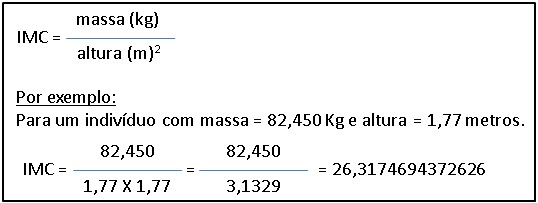 IMC = massa (kg)
altura (m)²
Por exemplo:
Para um indivíduo com massa = 82,450 Kg e altura = 1,77 metros.
IMC = 82,450 = 82,450 = 26,3174694372626
1,77 X 1,77 3,1329